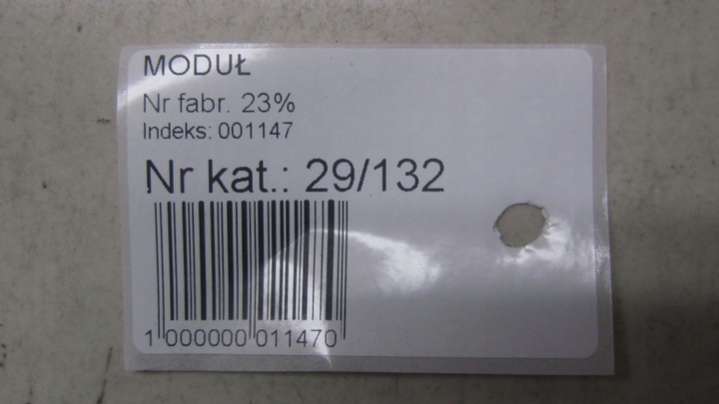 MODUŁ
Nr fabr. 23%
Indeks: 001147
Nr kat.: 29/132
1 000000 011470